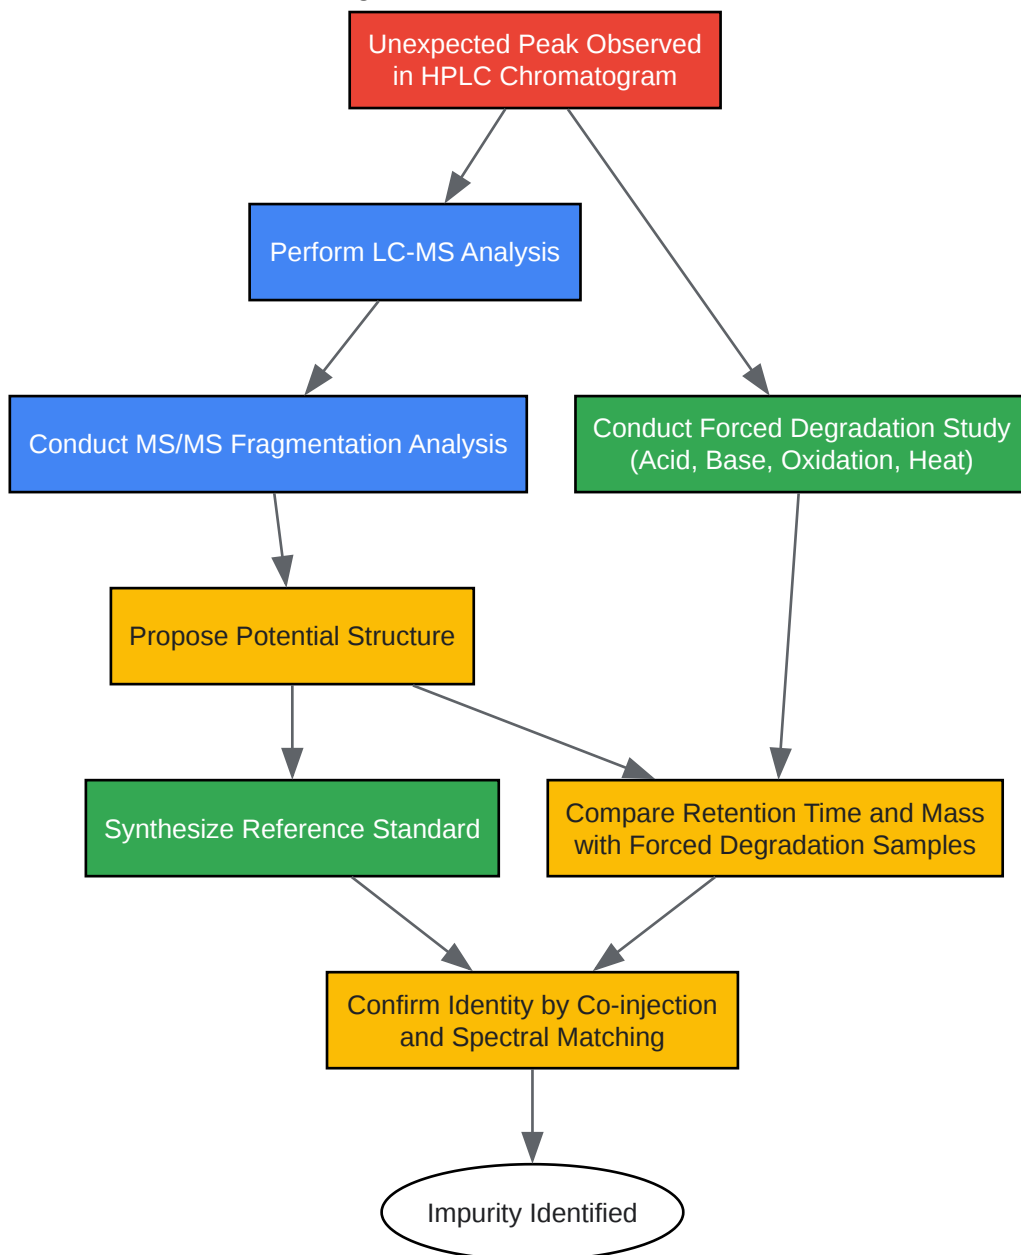 Unexpected Peak Observed
in HPLC Chromatogram
Perform LC-MS Analysis
Conduct MS/MS Fragmentation Analysis
Conduct Forced Degradation Study
(Acid, Base, Oxidation, Heat)
Propose Potential Structure
Synthesize Reference Standard
Compare Retention Time and Mass
with Forced Degradation Samples
Confirm Identity by Co-injection
and Spectral Matching
Impurity Identified